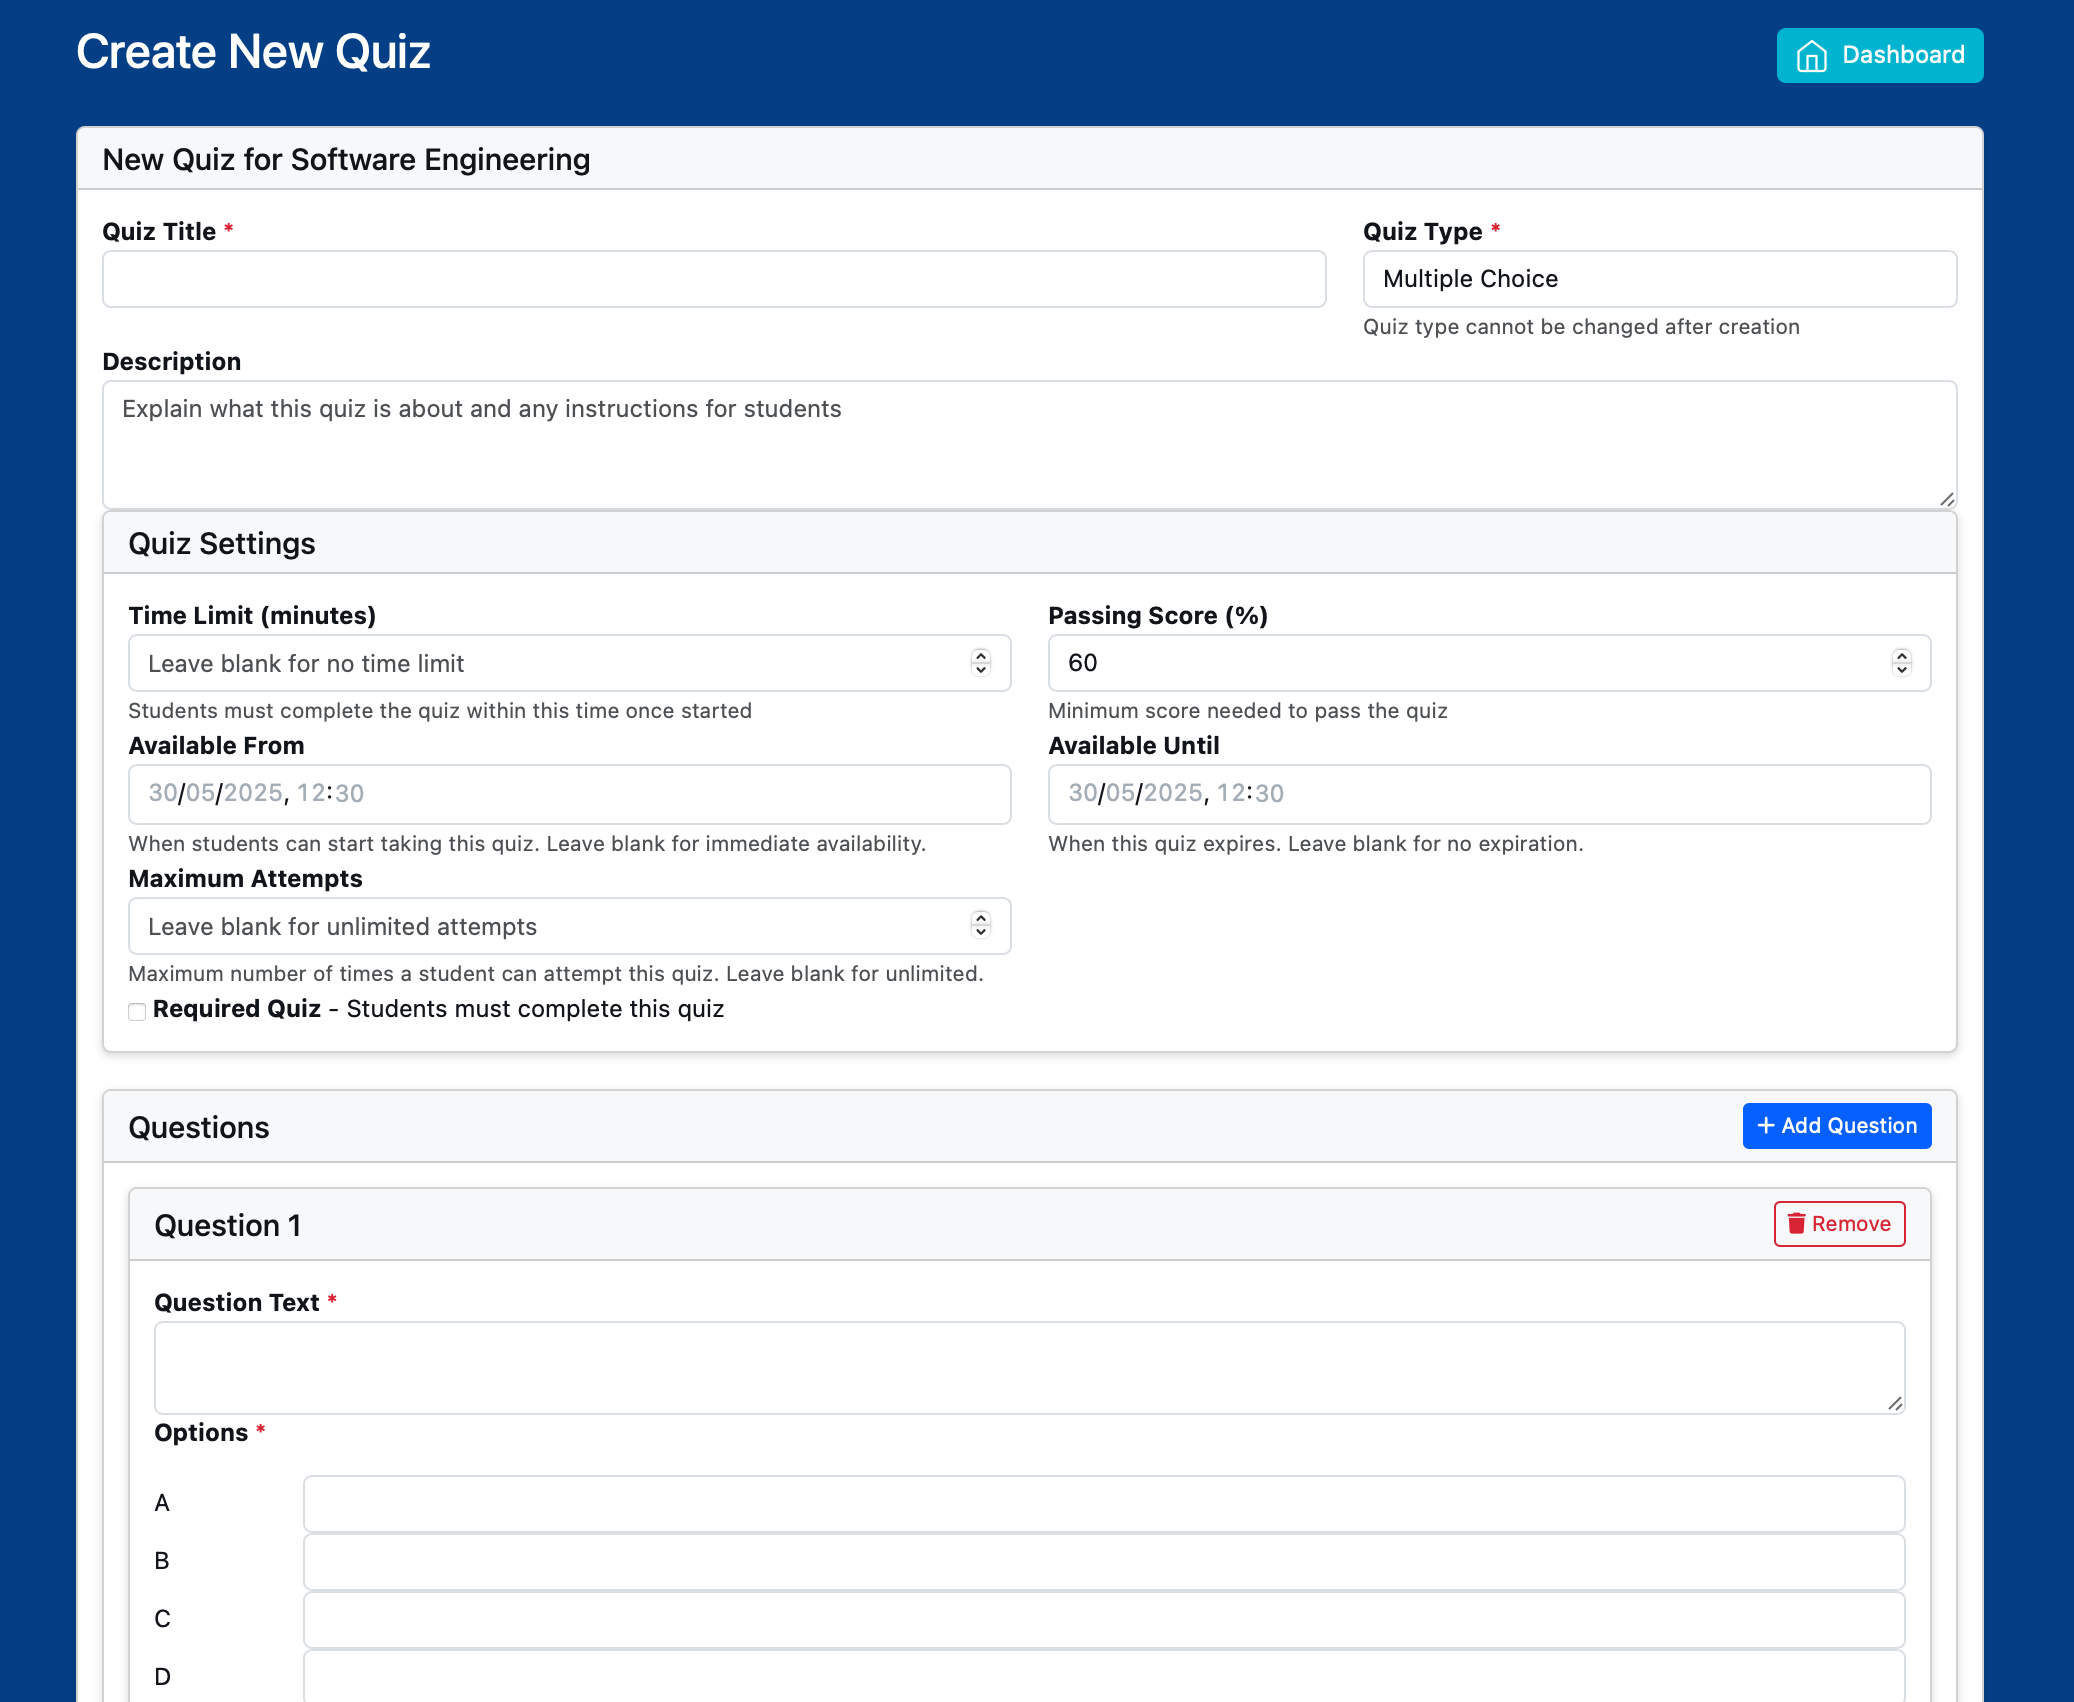 Create New Quiz
Dashboard
New Quiz for Software Engineering
Quiz Title *
Quiz Type *
Multiple Choice
Quiz type cannot be changed after creation
Description
Explain what this quiz is about and any instructions for students
Quiz Settings
Time Limit (minutes)
Passing Score (%)
Leave blank for no time limit
60
Students must complete the quiz within this time once started
Minimum score needed to pass the quiz
Available From
Available Until
30/05/2025, 12:30
30/05/2025, 12:30
When students can start taking this quiz. Leave blank for immediate availability.
When this quiz expires. Leave blank for no expiration.
Maximum Attempts
Leave blank for unlimited attempts
Maximum number of times a student can attempt this quiz. Leave blank for unlimited.
Required Quiz - Students must complete this quiz
Questions
+ Add Question
Question 1
Remove
Question Text *
Options *
A
B
C
D